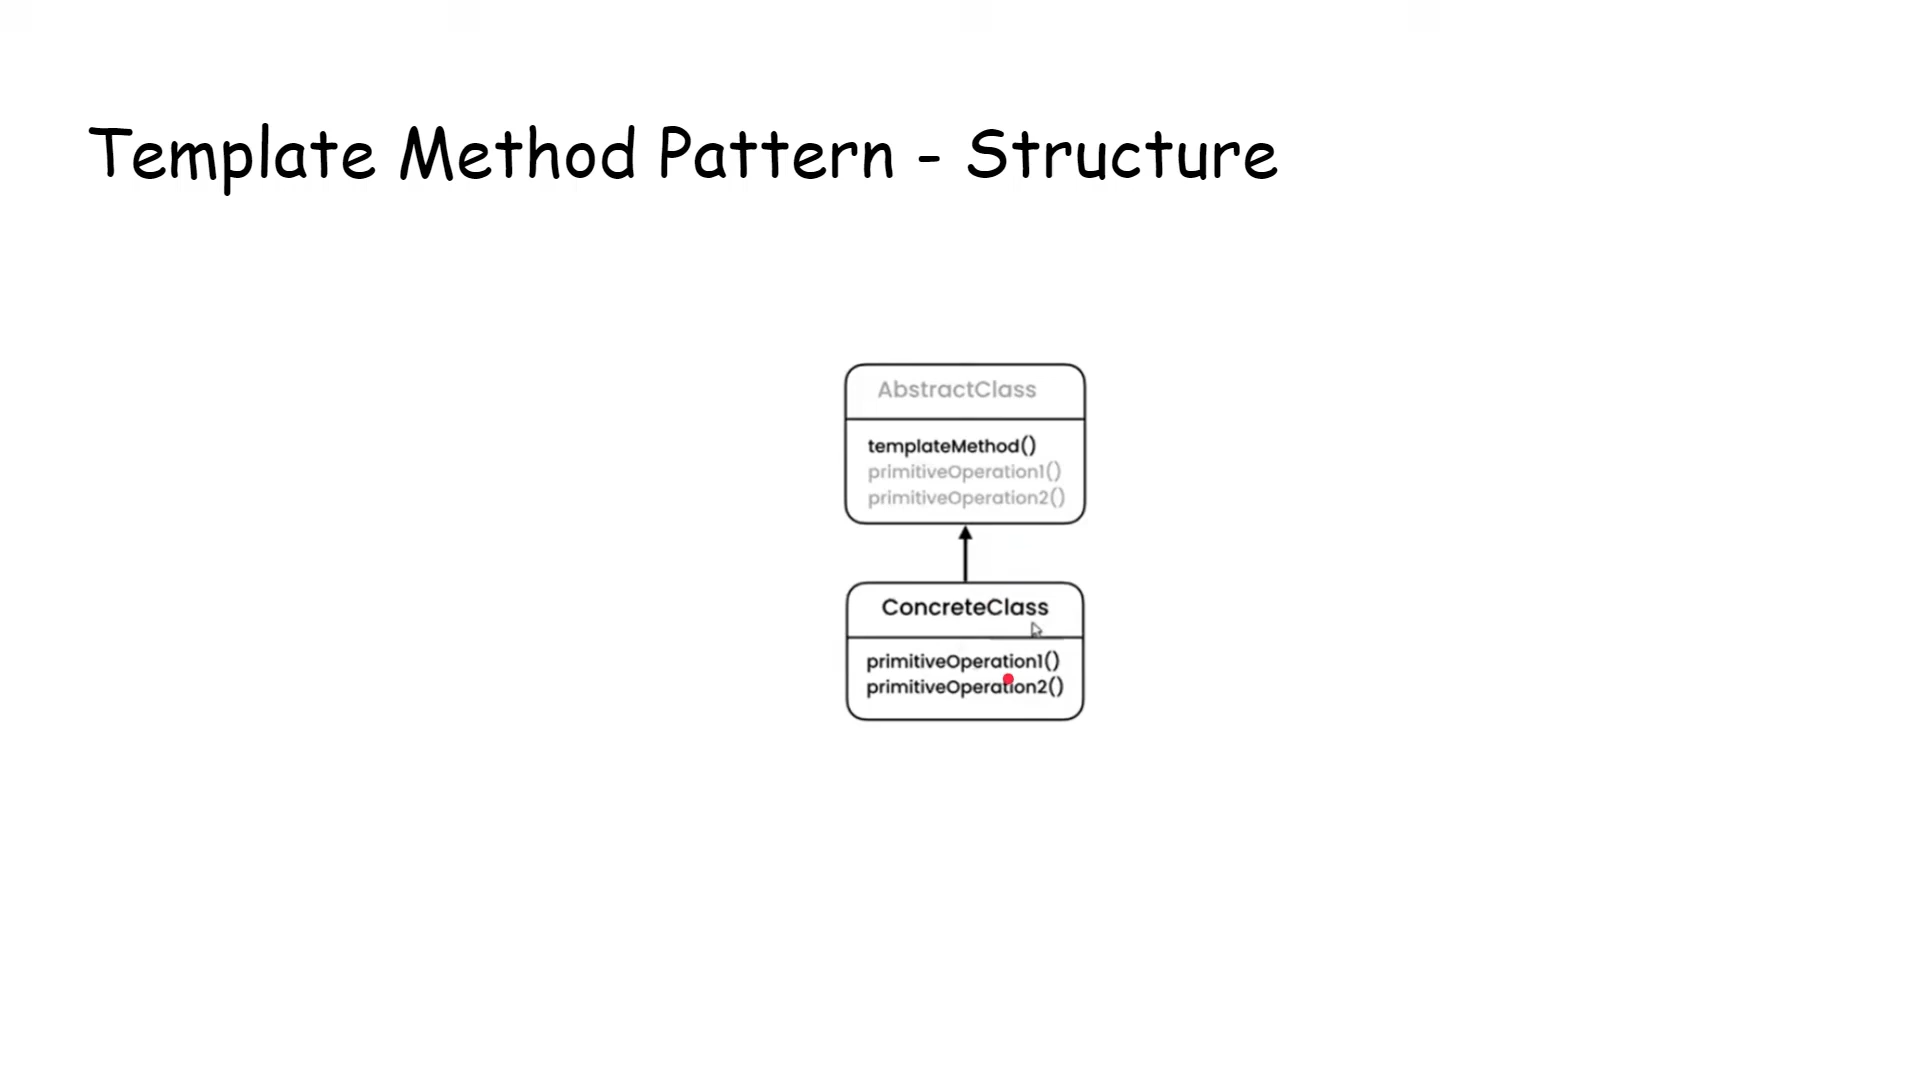 Template Method Pattern - Structure
AbstractClass
templateMethod()
primitiveOperation1()
primitiveOperation2()
ConcreteClass
primitiveOperation1()
primitiveOperation2()